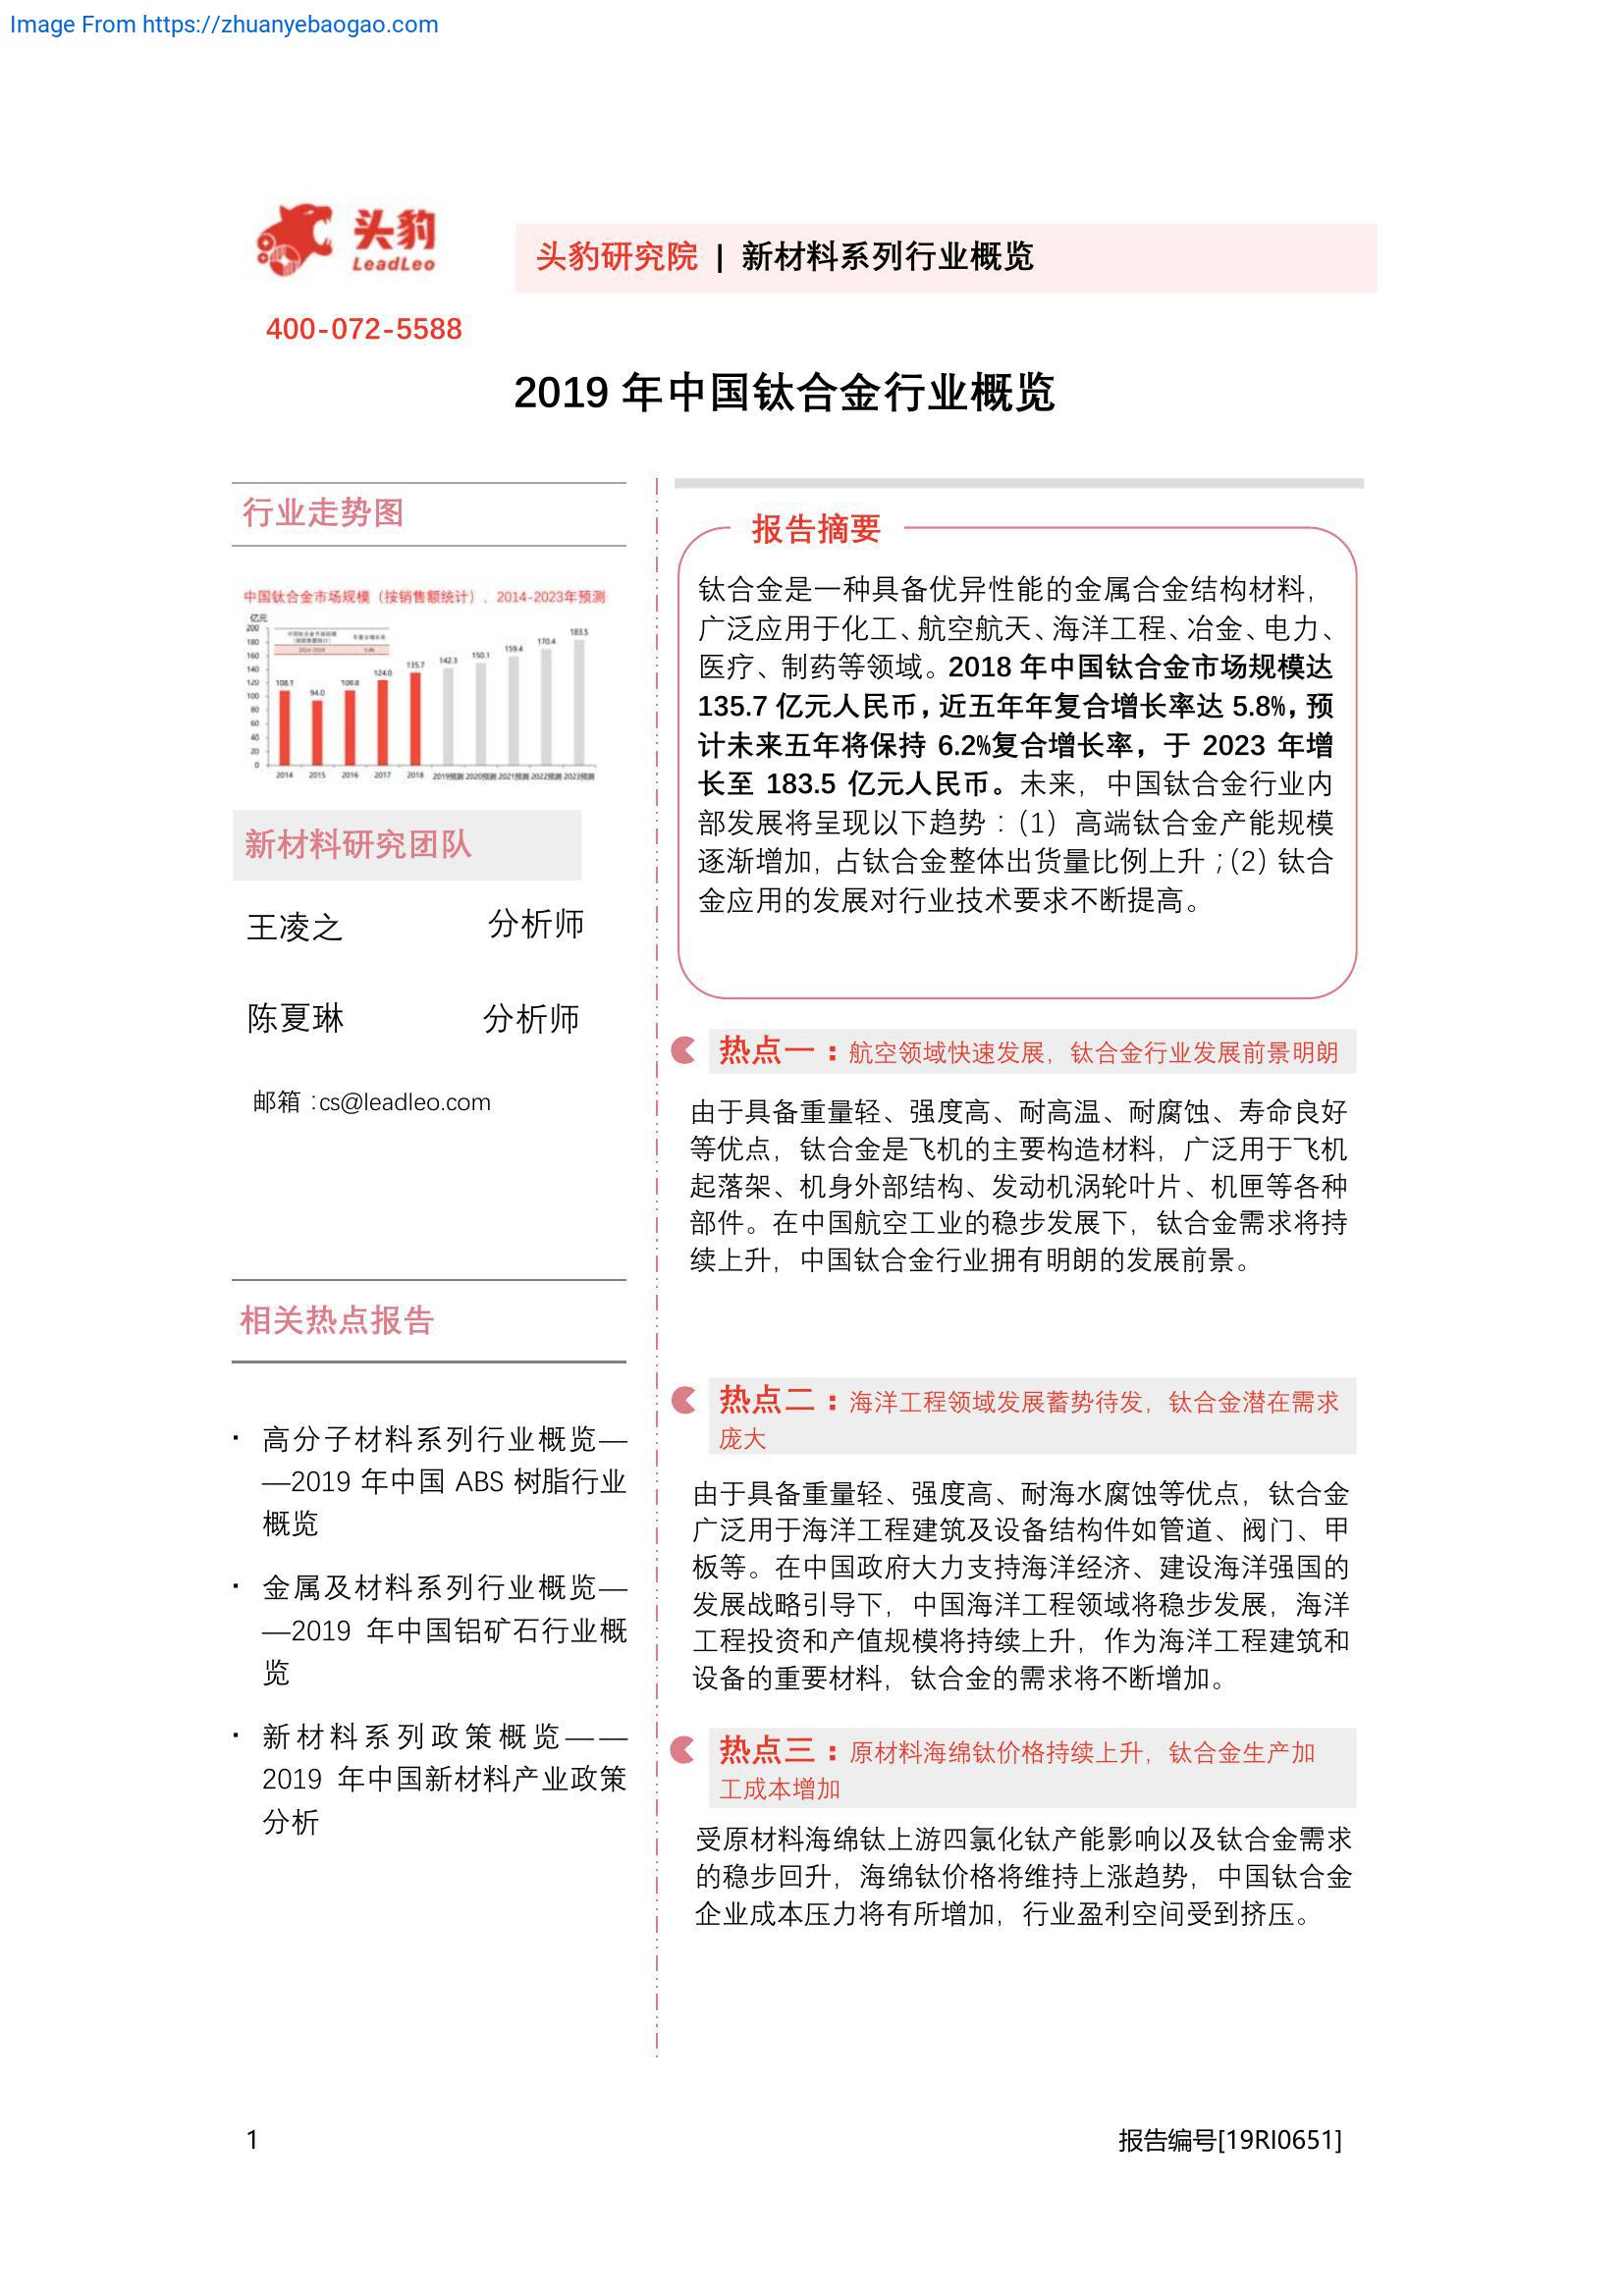 Image From https://zhuanyebaogao.com
头豹
LeadLeo
400-072-5588
头豹研究院 | 新材料系列行业概览
2019 年中国钛合金行业概览
行业走势图
中国钛合金市场规模（按销售额统计），2014-2023年预测
亿元
200
180
160
140
120
100
80
60
40
20
0
108.1
94.0
108.8
124.0
135.7
142.3
150.1
159.4
170.4
183.5
2014 2015 2016 2017 2018 2019预测 2020预测 2021预测 2022预测 2023预测
新材料研究团队
王凌之 分析师
陈夏琳 分析师
邮箱：cs@leadleo.com
相关热点报告
· 高分子材料系列行业概览—
—2019 年中国 ABS 树脂行业
概览
· 金属及材料系列行业概览—
—2019 年中国铝矿石行业概
览
· 新材料系列政策概览——
2019 年中国新材料产业政策
分析
报告摘要
钛合金是一种具备优异性能的金属合金结构材料，
广泛应用于化工、航空航天、海洋工程、冶金、电力、
医疗、制药等领域。2018 年中国钛合金市场规模达
135.7 亿元人民币，近五年年复合增长率达 5.8%，预
计未来五年将保持 6.2%复合增长率，于 2023 年增
长至 183.5 亿元人民币。未来，中国钛合金行业内
部发展将呈现以下趋势：（1）高端钛合金产能规模
逐渐增加，占钛合金整体出货量比例上升；（2）钛合
金应用的发展对行业技术要求不断提高。
热点一：航空领域快速发展，钛合金行业发展前景明朗
由于具备重量轻、强度高、耐高温、耐腐蚀、寿命良好
等优点，钛合金是飞机的主要构造材料，广泛用于飞机
起落架、机身外部结构、发动机涡轮叶片、机匣等各种
部件。在中国航空工业的稳步发展下，钛合金需求将持
续上升，中国钛合金行业拥有明朗的发展前景。
热点二：海洋工程领域发展蓄势待发，钛合金潜在需求
庞大
由于具备重量轻、强度高、耐海水腐蚀等优点，钛合金
广泛用于海洋工程建筑及设备结构件如管道、阀门、甲
板等。在中国政府大力支持海洋经济、建设海洋强国的
发展战略引导下，中国海洋工程领域将稳步发展，海洋
工程投资和产值规模将持续上升，作为海洋工程建筑和
设备的重要材料，钛合金的需求将不断增加。
热点三：原材料海绵钛价格持续上升，钛合金生产加
工成本增加
受原材料海绵钛上游四氯化钛产能影响以及钛合金需求
的稳步回升，海绵钛价格将维持上涨趋势，中国钛合金
企业成本压力将有所增加，行业盈利空间受到挤压。
1
报告编号[19RI0651]